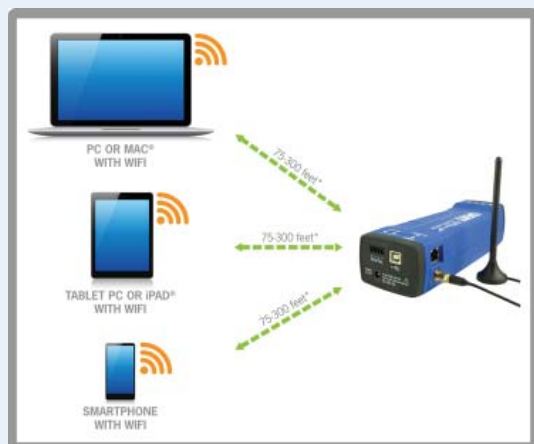 PC OR MAC®
WITH WIFI
75-300 feet*
TABLET PC OR iPAD®
WITH WIFI
75-300 feet*
75-300 feet*
SMARTPHONE
WITH WIFI